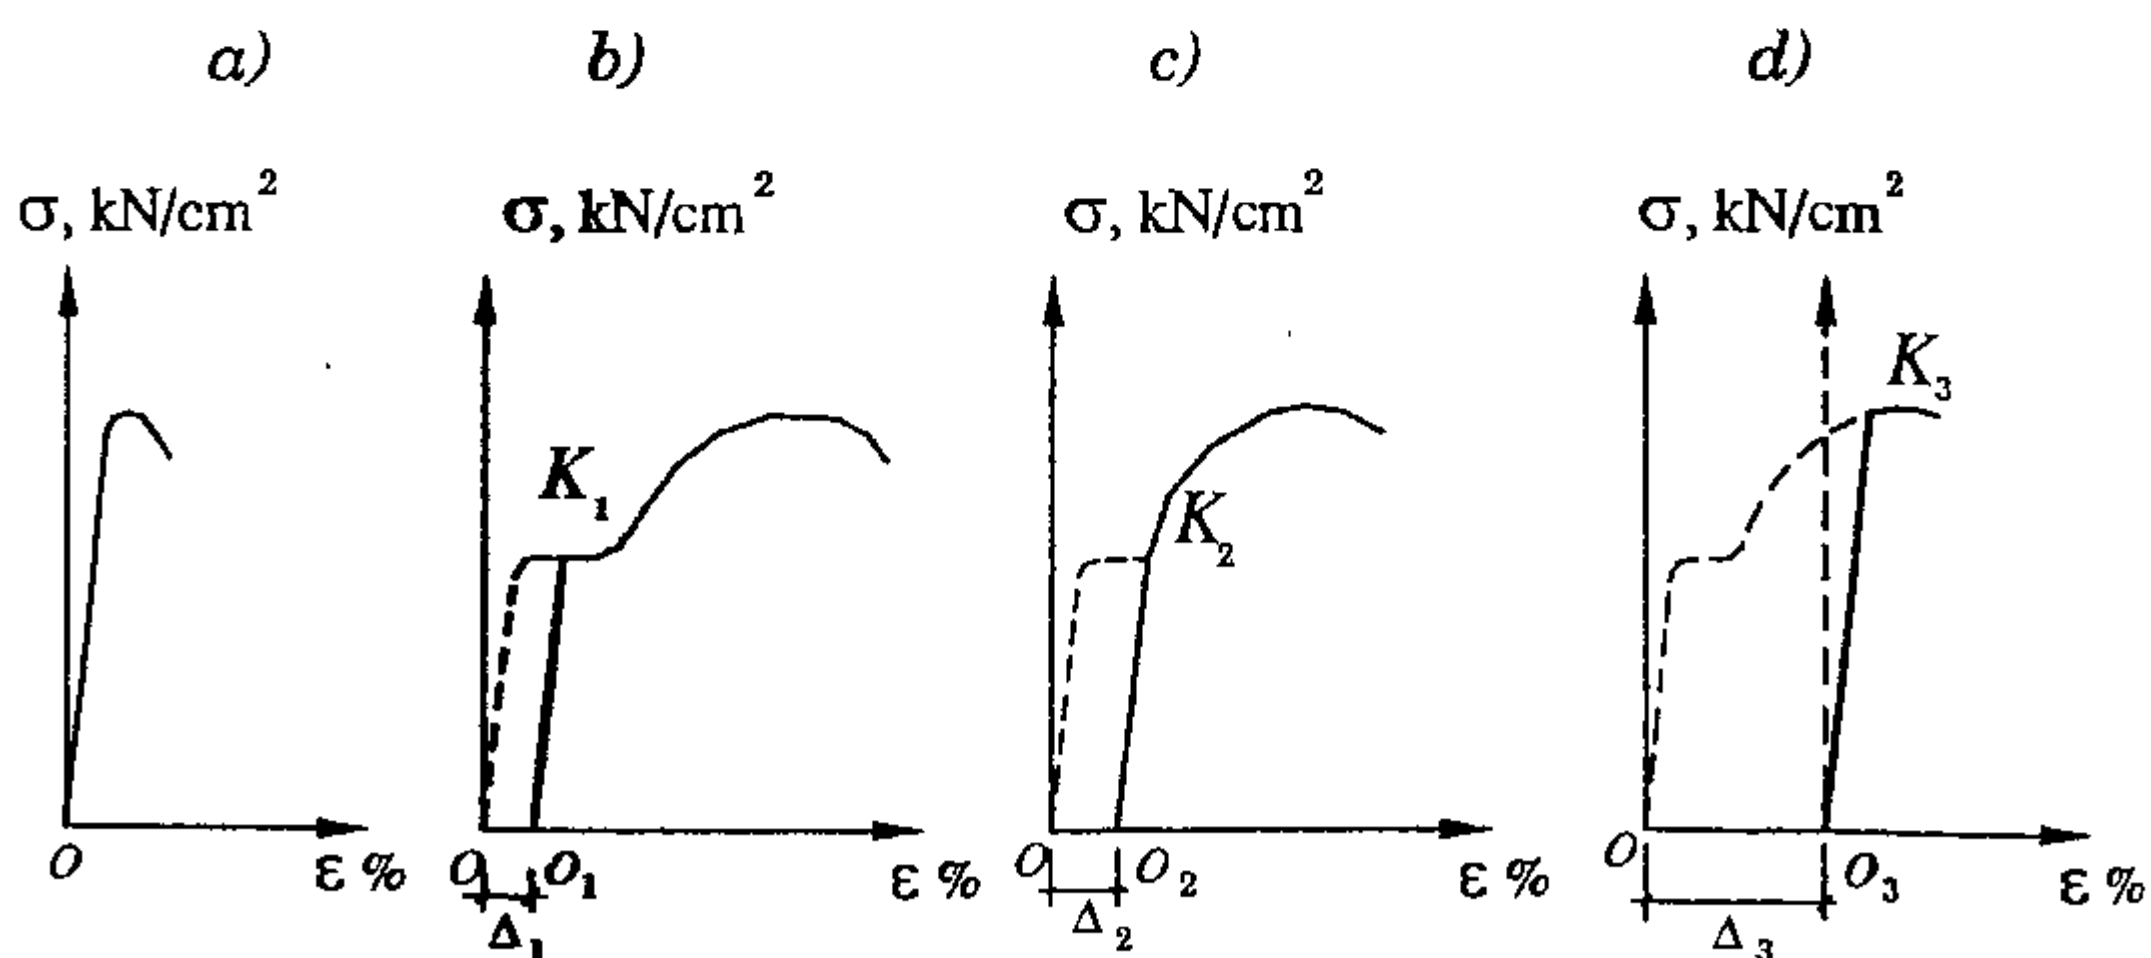 a) b) c) d)
σ, kN/cm² σ, kN/cm² σ, kN/cm² σ, kN/cm²
K₁ K₂ K₃
O ε % O O₁ ε % O O₂ ε % O O₃ ε %
Δ₁ Δ₂ Δ₃